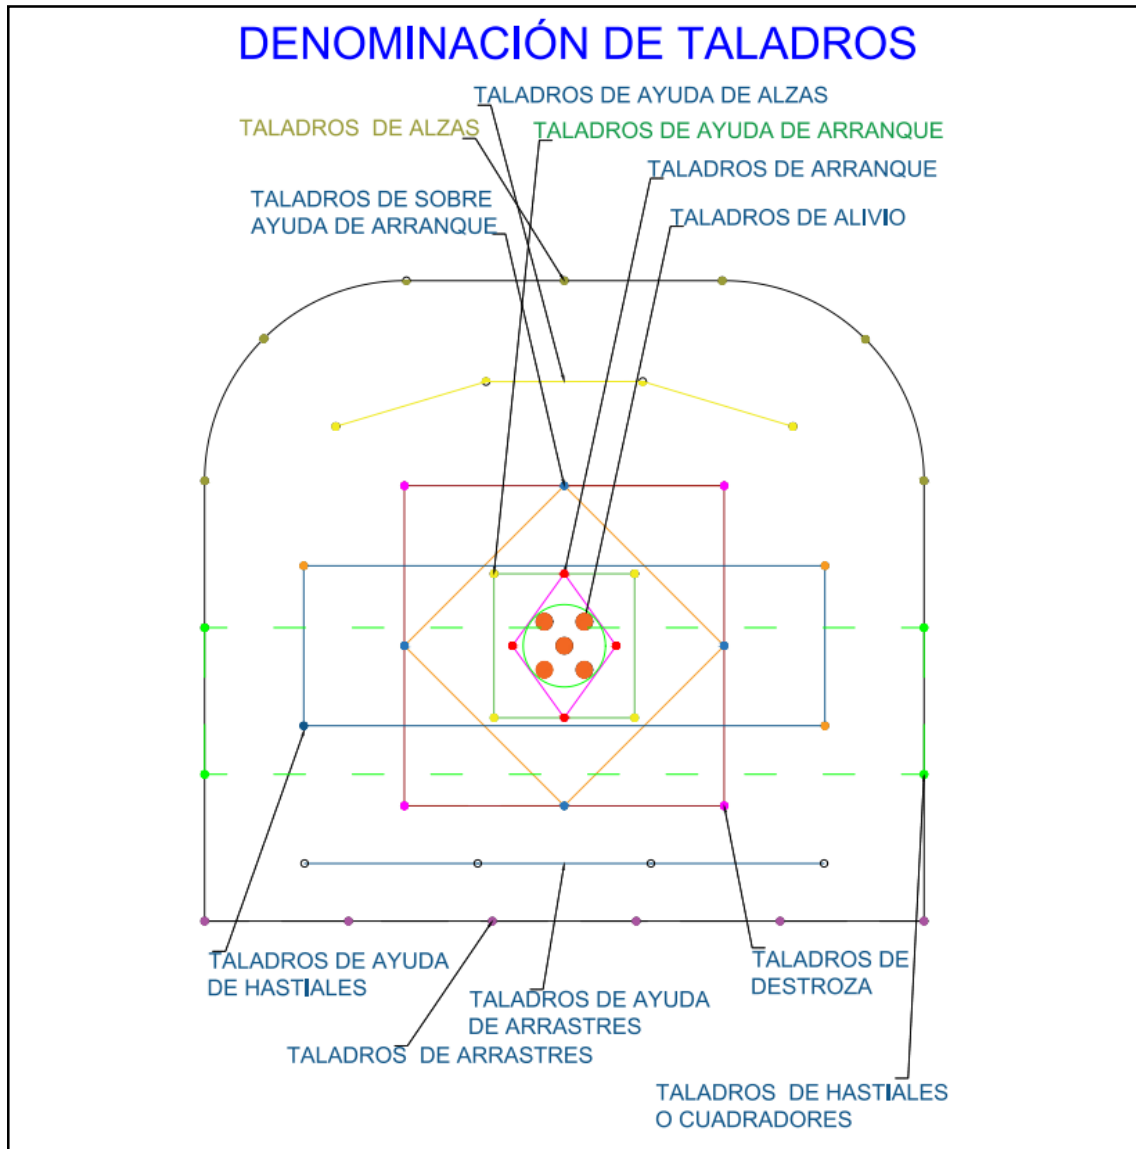 DENOMINACIÓN DE TALADROS
TALADROS DE AYUDA DE ALZAS
TALADROS DE ALZAS
TALADROS DE AYUDA DE ARRANQUE
TALADROS DE ARRANQUE
TALADROS DE SOBRE
AYUDA DE ARRANQUE
TALADROS DE ALIVIO
TALADROS DE AYUDA
DE HASTIALES
TALADROS DE
DESTROZA
TALADROS DE AYUDA
DE ARRASTRES
TALADROS DE ARRASTRES
TALADROS DE HASTIALES
O CUADRADORES